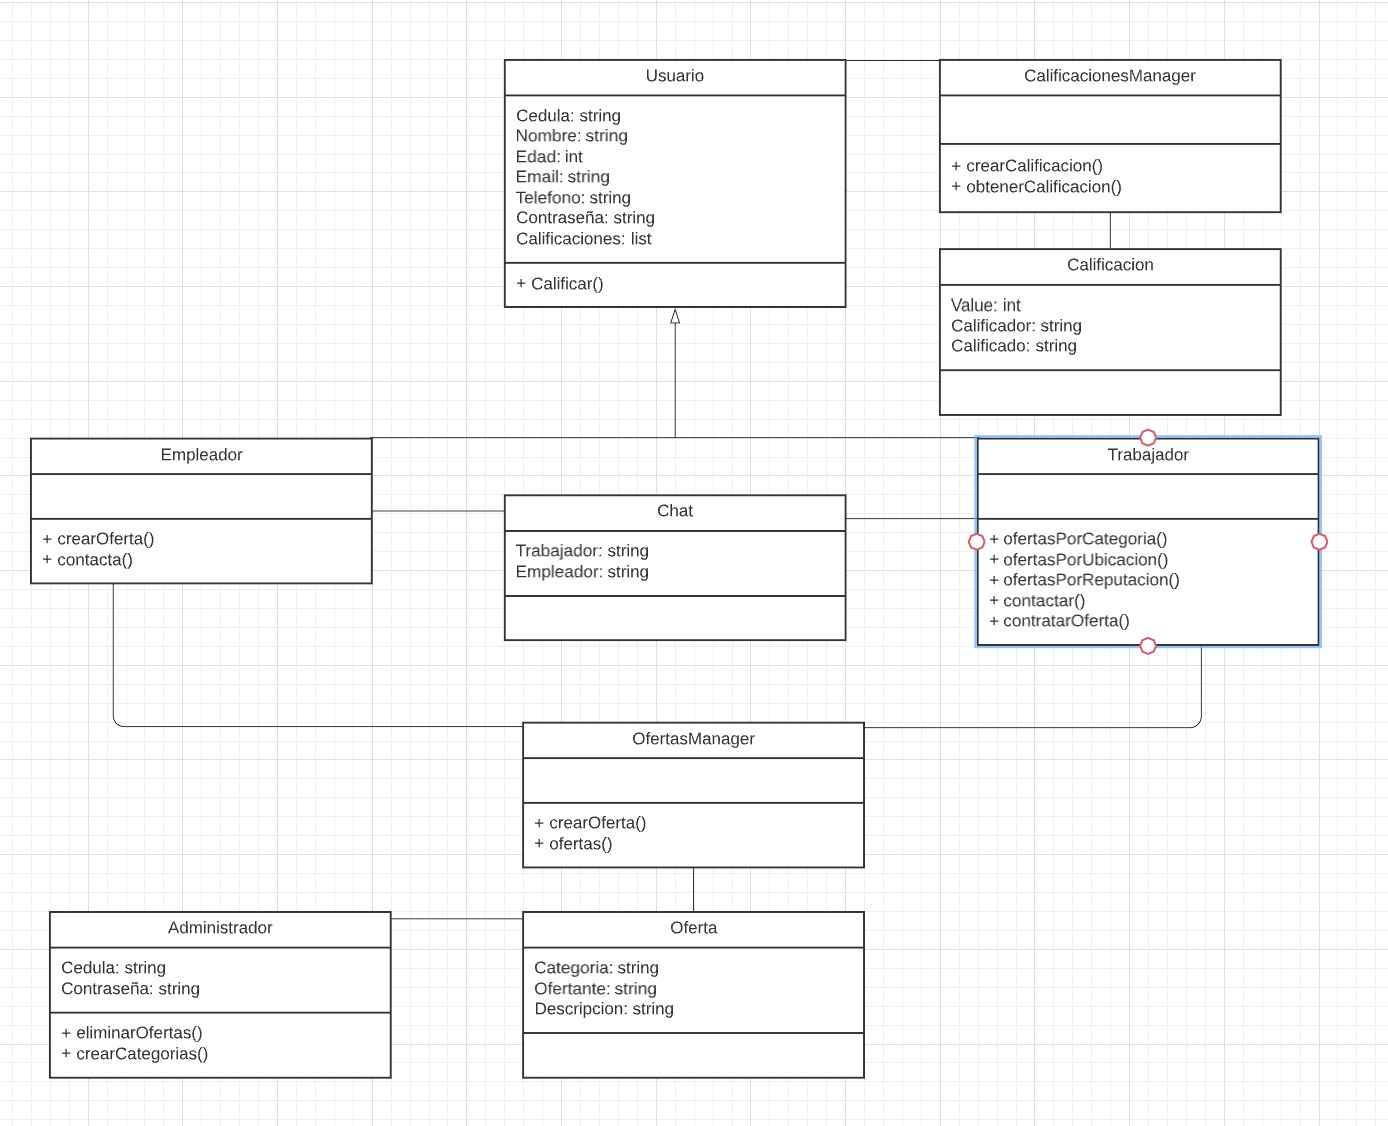 Usuario
Cedula: string
Nombre: string
Edad: int
Email: string
Telefono: string
Contraseña: string
Calificaciones: list
+ Calificar()
CalificacionesManager
+ crearCalificacion()
+ obtenerCalificacion()
Calificacion
Value: int
Calificador: string
Calificado: string
Empleador
+ crearOferta()
+ contacta()
Chat
Trabajador: string
Empleador: string
Trabajador
+ ofertasPorCategoria()
+ ofertasPorUbicacion()
+ ofertasPorReputacion()
+ contactar()
+ contratarOferta()
OfertasManager
+ crearOferta()
+ ofertas()
Administrador
Cedula: string
Contraseña: string
+ eliminarOfertas()
+ crearCategorias()
Oferta
Categoria: string
Ofertante: string
Descripcion: string